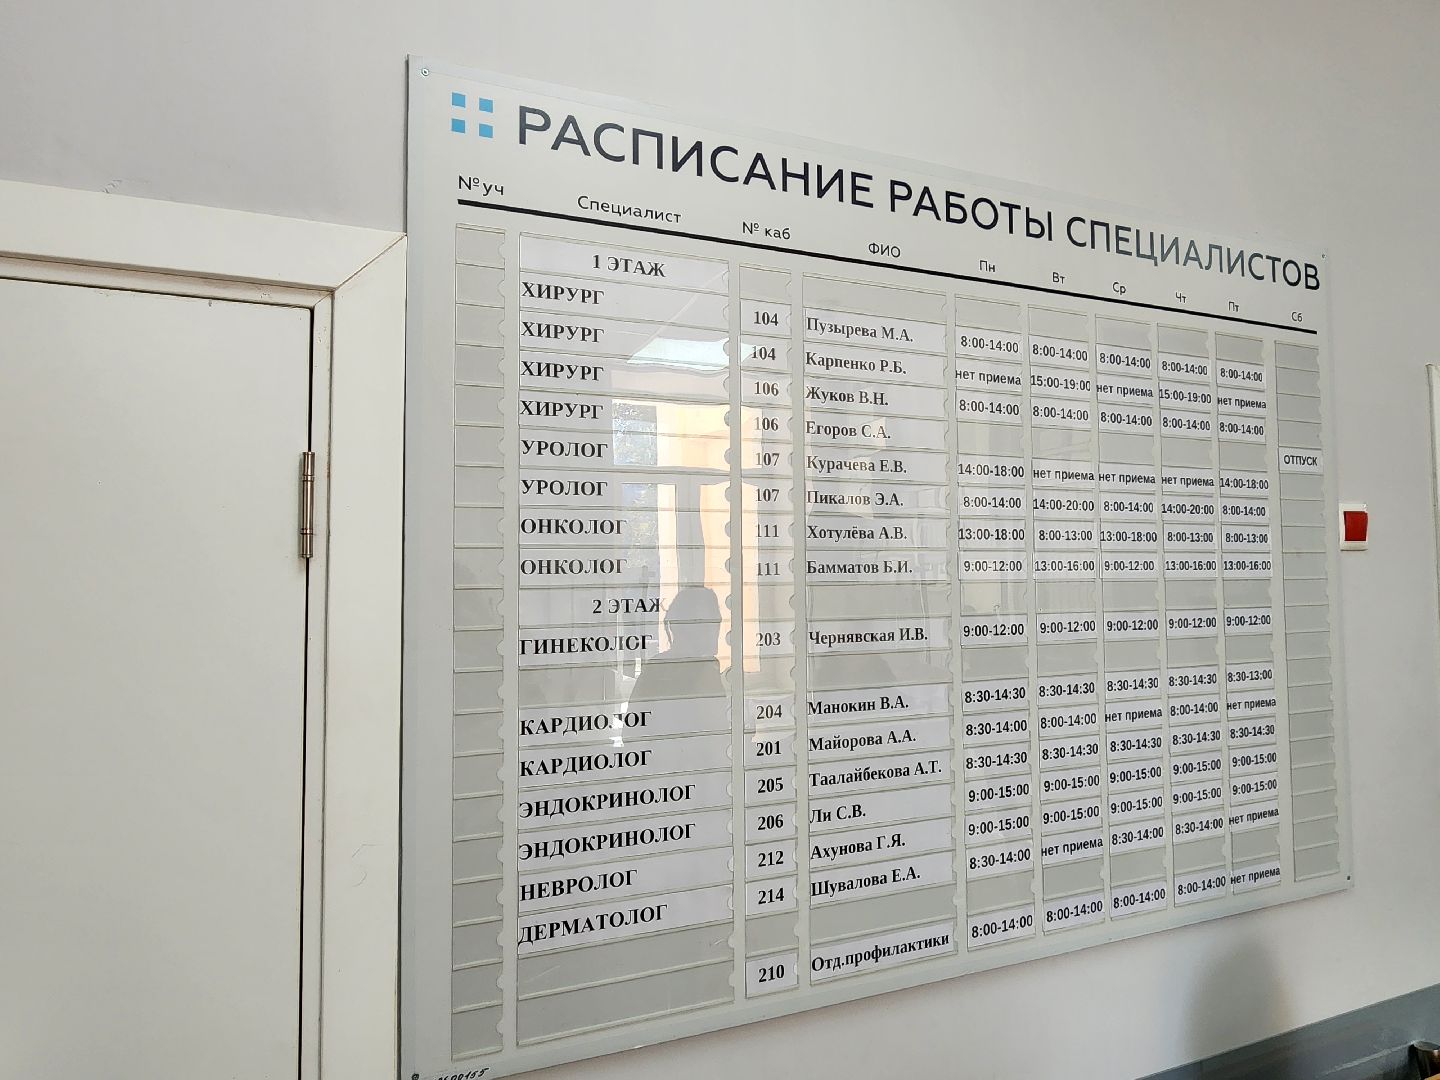 РАСПИСАНИЕ РАБОТЫ СПЕЦИАЛИСТОВ
№ уч Специалист № каб ФИО Пн Вт Ср Чт Пт Сб
1 ЭТАЖ
ХИРУРГ 104 Пузырева М.А. 8:00-14:00 8:00-14:00 8:00-14:00 8:00-14:00 8:00-14:00
ХИРУРГ 104 Карпенко Р.Б. нет приема 15:00-19:00 нет приема 15:00-19:00 нет приема
ХИРУРГ 106 Жуков В.Н. 8:00-14:00 8:00-14:00 8:00-14:00 8:00-14:00 8:00-14:00
ХИРУРГ 106 Егоров С.А. ОТПУСК
УРОЛОГ 107 Курачева Е.В. 14:00-18:00 нет приема нет приема нет приема 14:00-18:00
УРОЛОГ 107 Пикалов Э.А. 8:00-14:00 14:00-20:00 8:00-14:00 14:00-20:00 8:00-14:00
ОНКОЛОГ 111 Хотулёва А.В. 13:00-18:00 8:00-13:00 13:00-18:00 8:00-13:00 8:00-13:00
ОНКОЛОГ 111 Бамматов Б.И. 9:00-12:00 13:00-16:00 9:00-12:00 13:00-16:00 13:00-16:00
2 ЭТАЖ
ГИНЕКОЛОГ 203 Чернявская И.В. 9:00-12:00 9:00-12:00 9:00-12:00 9:00-12:00 9:00-12:00
КАРДИОЛОГ 204 Манокин В.А. 8:30-14:30 8:30-14:30 8:30-14:30 8:30-14:30 8:30-13:00
КАРДИОЛОГ 201 Майорова А.А. 8:30-14:00 8:00-14:00 нет приема 8:00-14:00 нет приема
ЭНДОКРИНОЛОГ 205 Таалайбекова А.Т. 8:30-14:30 8:30-14:30 8:30-14:30 8:30-14:30 8:30-14:30
ЭНДОКРИНОЛОГ 206 Ли С.В. 9:00-15:00 9:00-15:00 9:00-15:00 9:00-15:00 9:00-15:00
НЕВРОЛОГ 212 Ахунова Г.Я. 9:00-15:00 9:00-15:00 9:00-15:00 9:00-15:00 9:00-15:00
ДЕРМАТОЛОГ 214 Шувалова Е.А. 8:30-14:00 нет приема 8:30-14:00 8:30-14:00 нет приема
210 Отд.профилактики 8:00-14:00 8:00-14:00 8:00-14:00 8:00-14:00 нет приема